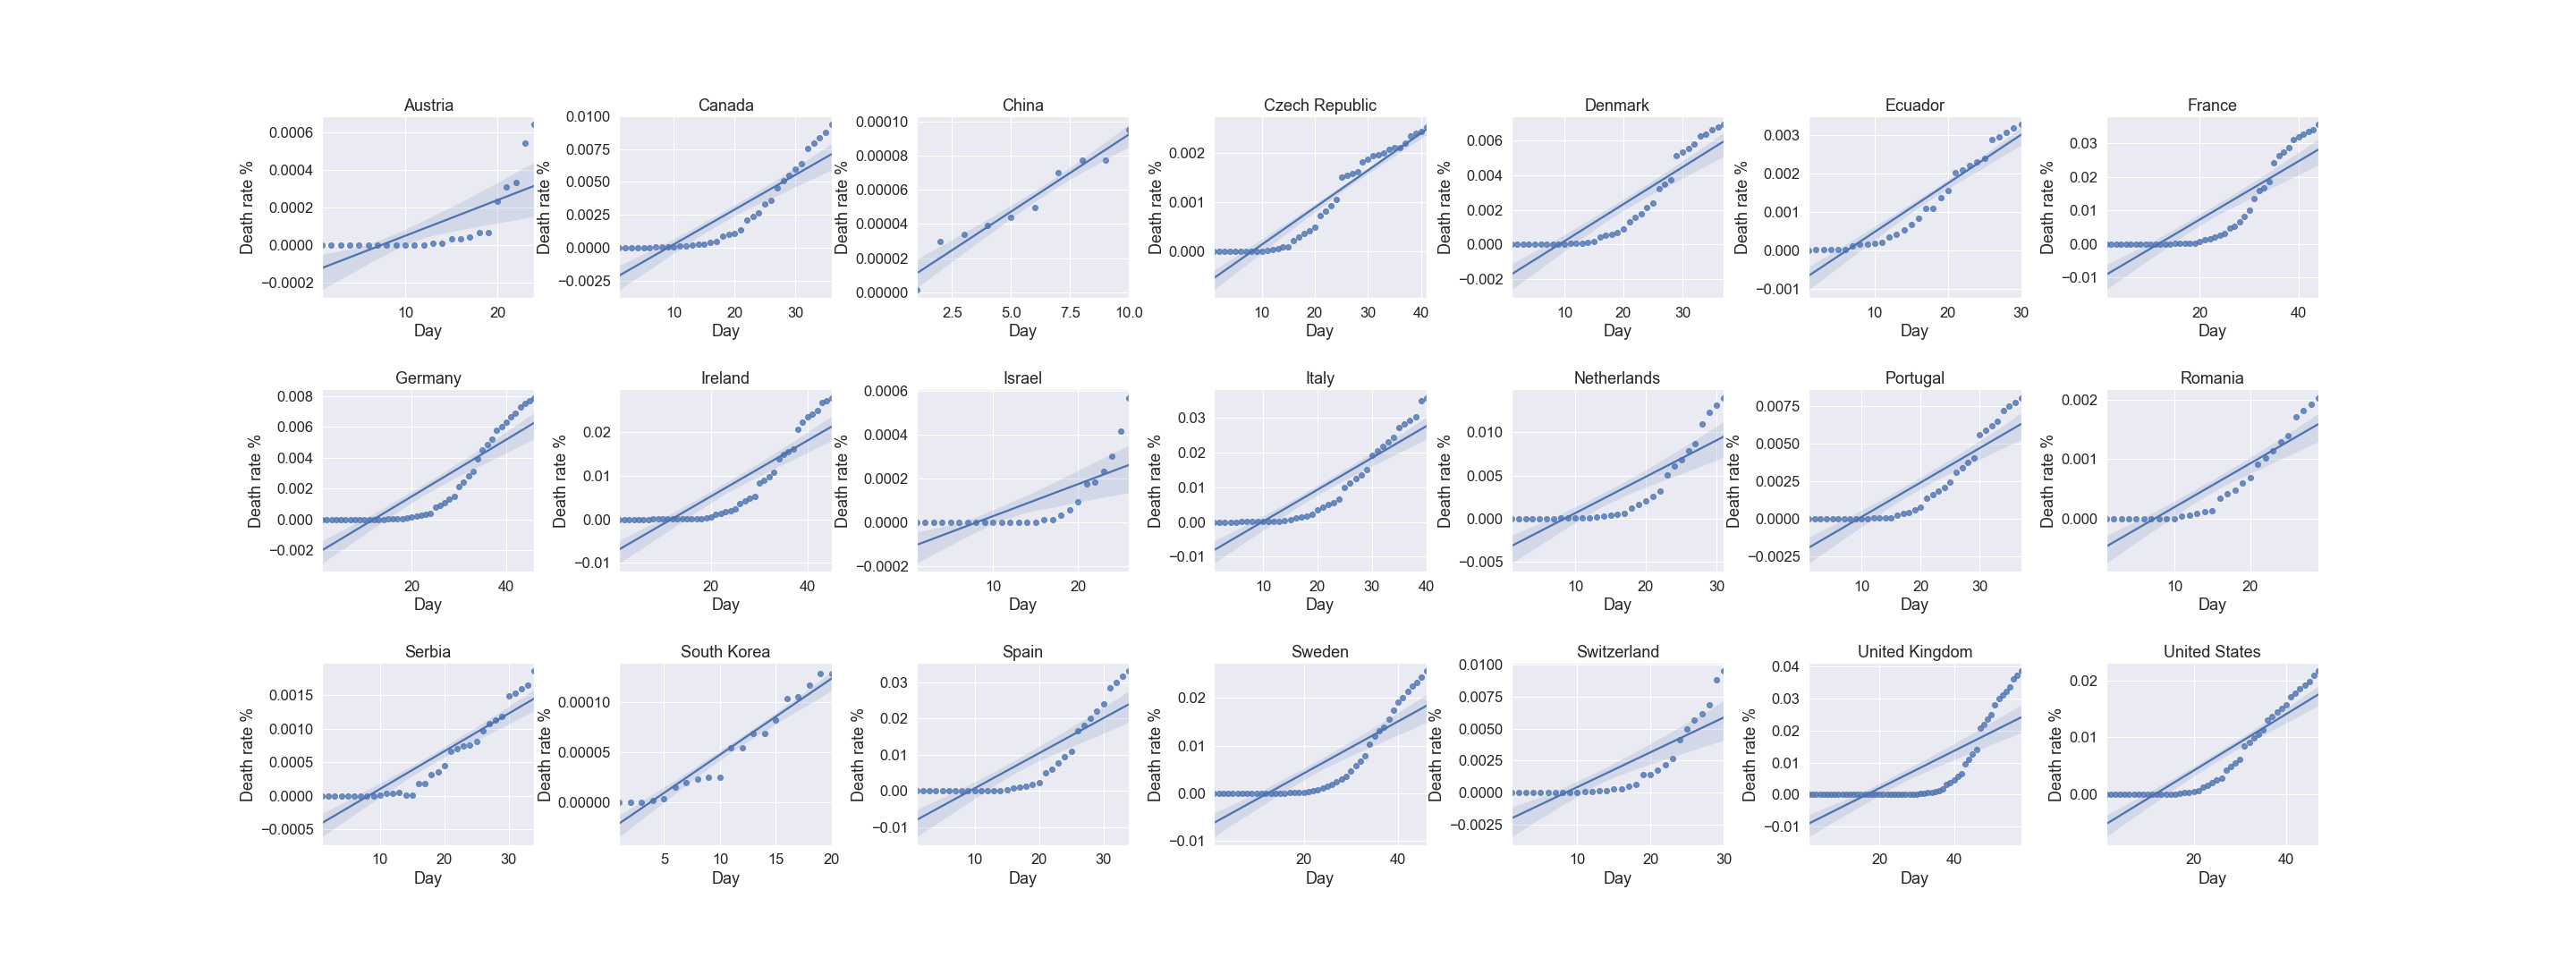 Austria
0.0006
0.0004
0.0002
0.0000
−0.0002
Death rate %
10 20
Day
Canada
0.0100
0.0075
0.0050
0.0025
0.0000
−0.0025
Death rate %
10 20 30
Day
China
0.00010
0.00008
0.00006
0.00004
0.00002
0.00000
Death rate %
2.5 5.0 7.5 10.0
Day
Czech Republic
0.002
0.001
0.000
Death rate %
10 20 30 40
Day
Denmark
0.006
0.004
0.002
0.000
−0.002
Death rate %
10 20 30
Day
Ecuador
0.003
0.002
0.001
0.000
−0.001
Death rate %
10 20 30
Day
France
0.03
0.02
0.01
0.00
−0.01
Death rate %
20 40
Day
Germany
0.008
0.006
0.004
0.002
0.000
−0.002
Death rate %
20 40
Day
Ireland
0.02
0.01
0.00
−0.01
Death rate %
20 40
Day
Israel
0.0006
0.0004
0.0002
0.0000
−0.0002
Death rate %
10 20
Day
Italy
0.03
0.02
0.01
0.00
−0.01
Death rate %
10 20 30 40
Day
Netherlands
0.010
0.005
0.000
−0.005
Death rate %
10 20 30
Day
Portugal
0.0075
0.0050
0.0025
0.0000
−0.0025
Death rate %
10 20 30
Day
Romania
0.002
0.001
0.000
Death rate %
10 20
Day
Serbia
0.0015
0.0010
0.0005
0.0000
−0.0005
Death rate %
10 20 30
Day
South Korea
0.00010
0.00005
0.00000
Death rate %
5 10 15 20
Day
Spain
0.03
0.02
0.01
0.00
−0.01
Death rate %
10 20 30
Day
Sweden
0.02
0.01
0.00
−0.01
Death rate %
20 40
Day
Switzerland
0.0100
0.0075
0.0050
0.0025
0.0000
−0.0025
Death rate %
10 20 30
Day
United Kingdom
0.04
0.03
0.02
0.01
0.00
−0.01
Death rate %
20 40
Day
United States
0.02
0.01
0.00
Death rate %
20 40
Day